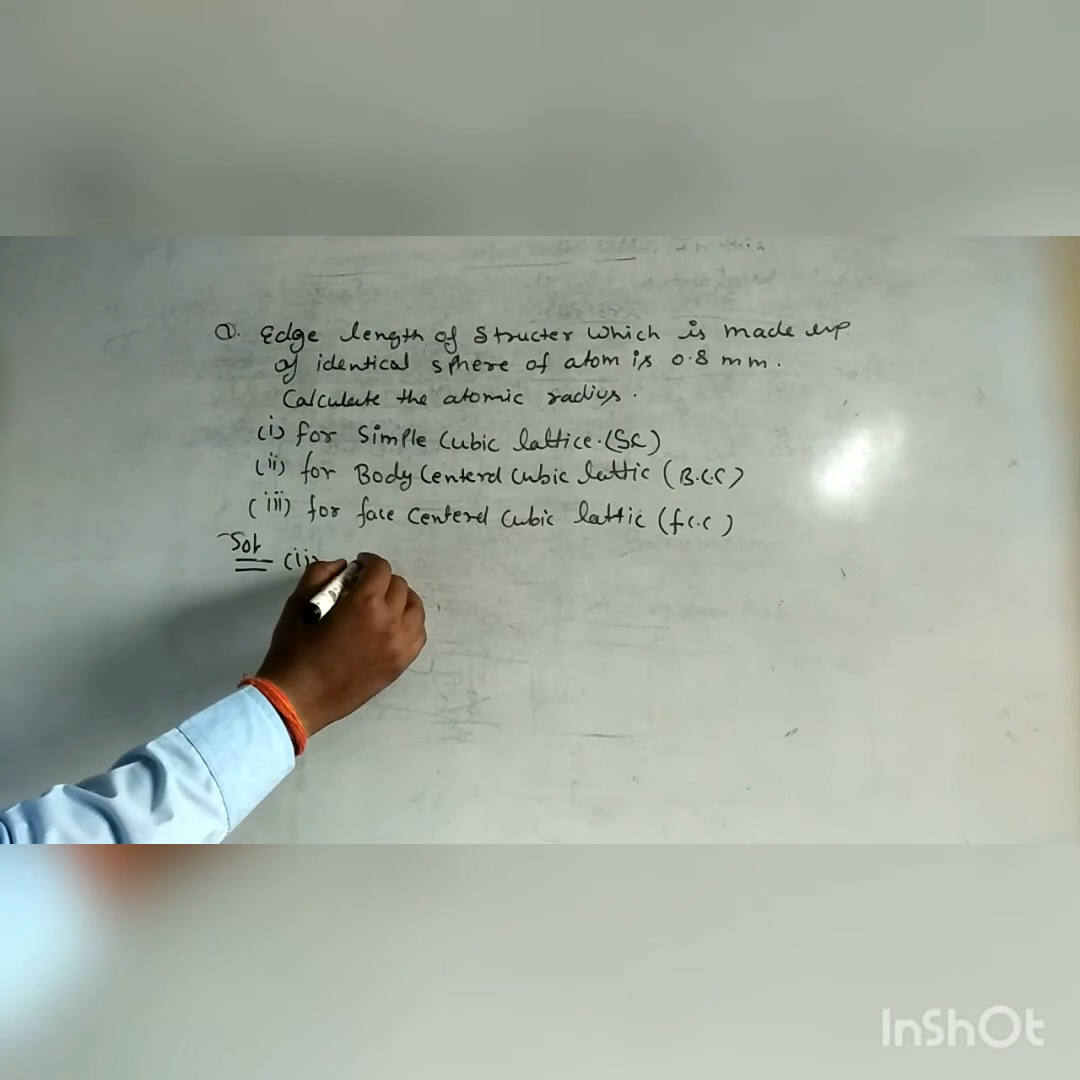 Q. Edge length of Structer which is made up
of identical sphere of atom is 0.8 mm.
Calculate the atomic radius.
(i) for Simple Cubic lattice.(SC)
(ii) for Body Centerd Cubic lattic (B.C.C)
(iii) for face Centered Cubic lattic (f.C.C)
Sol (i)
InShOt